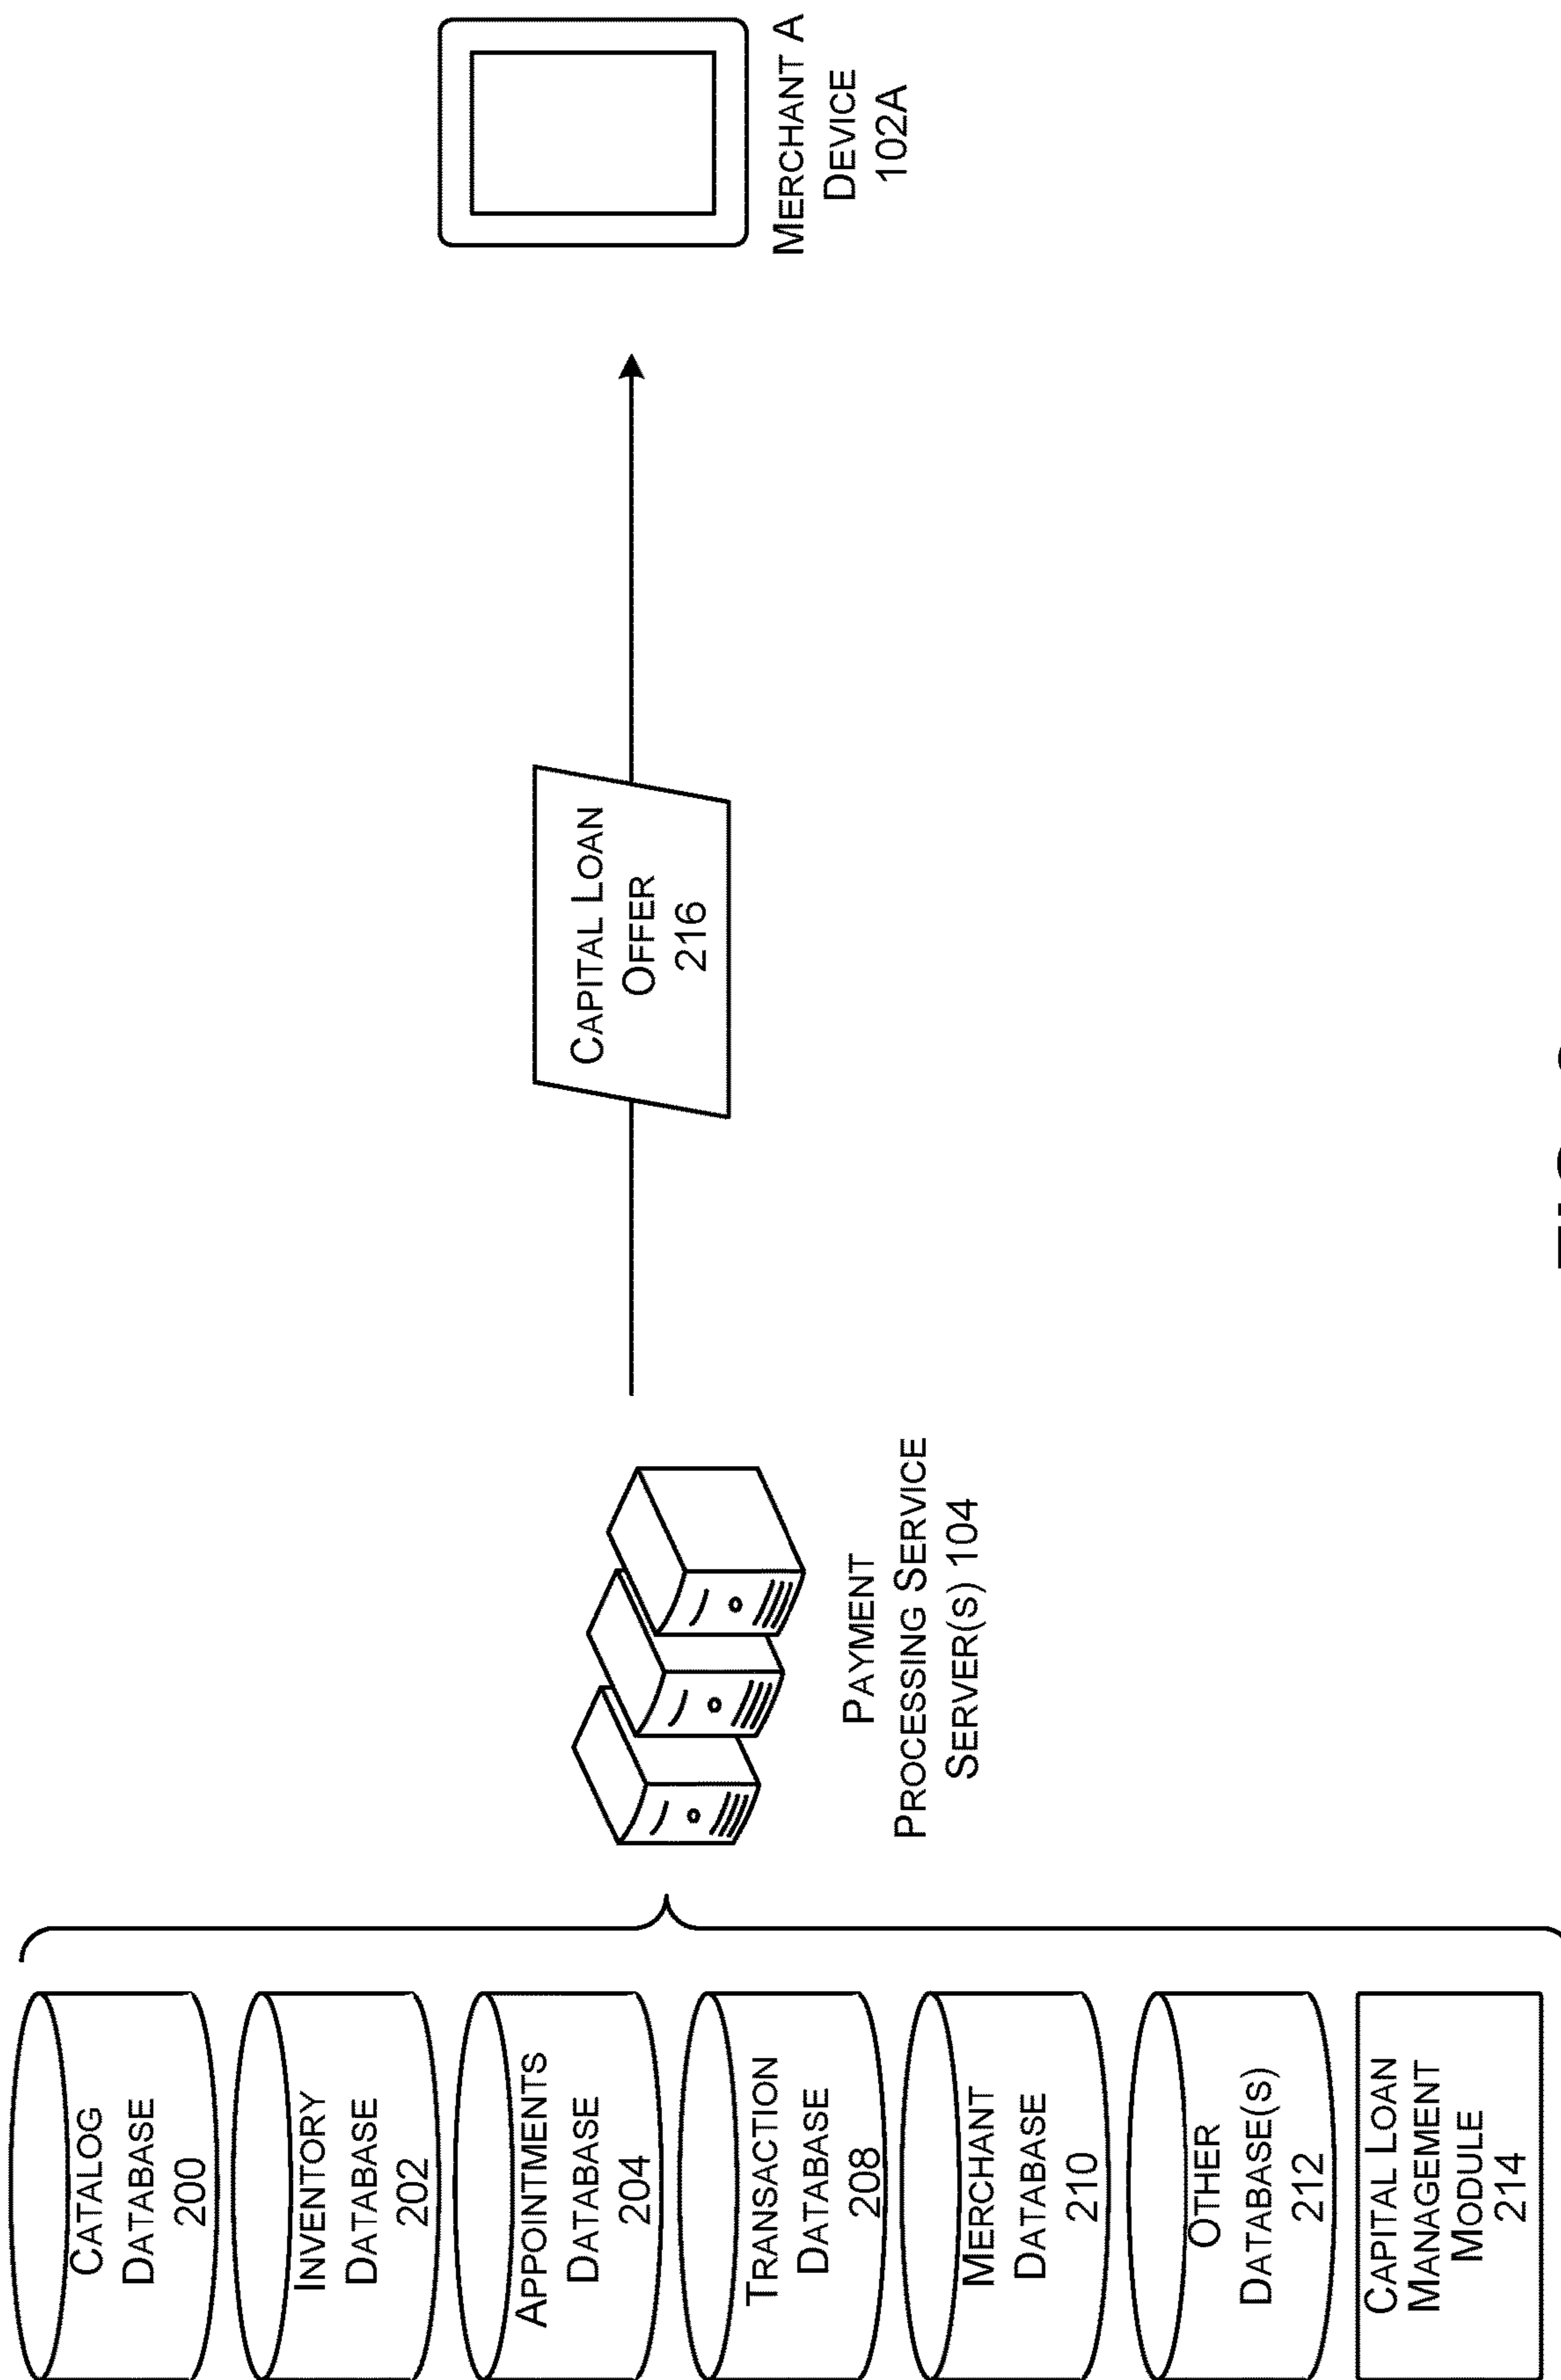 CATALOG
DATABASE
200
INVENTORY
DATABASE
202
APPOINTMENTS
DATABASE
204
TRANSACTION
DATABASE
208
MERCHANT
DATABASE
210
OTHER
DATABASE(S)
212
CAPITAL LOAN
MANAGEMENT
MODULE
214
PAYMENT
PROCESSING SERVICE
SERVER(S) 104
CAPITAL LOAN
OFFER
216
MERCHANT A
DEVICE
102A